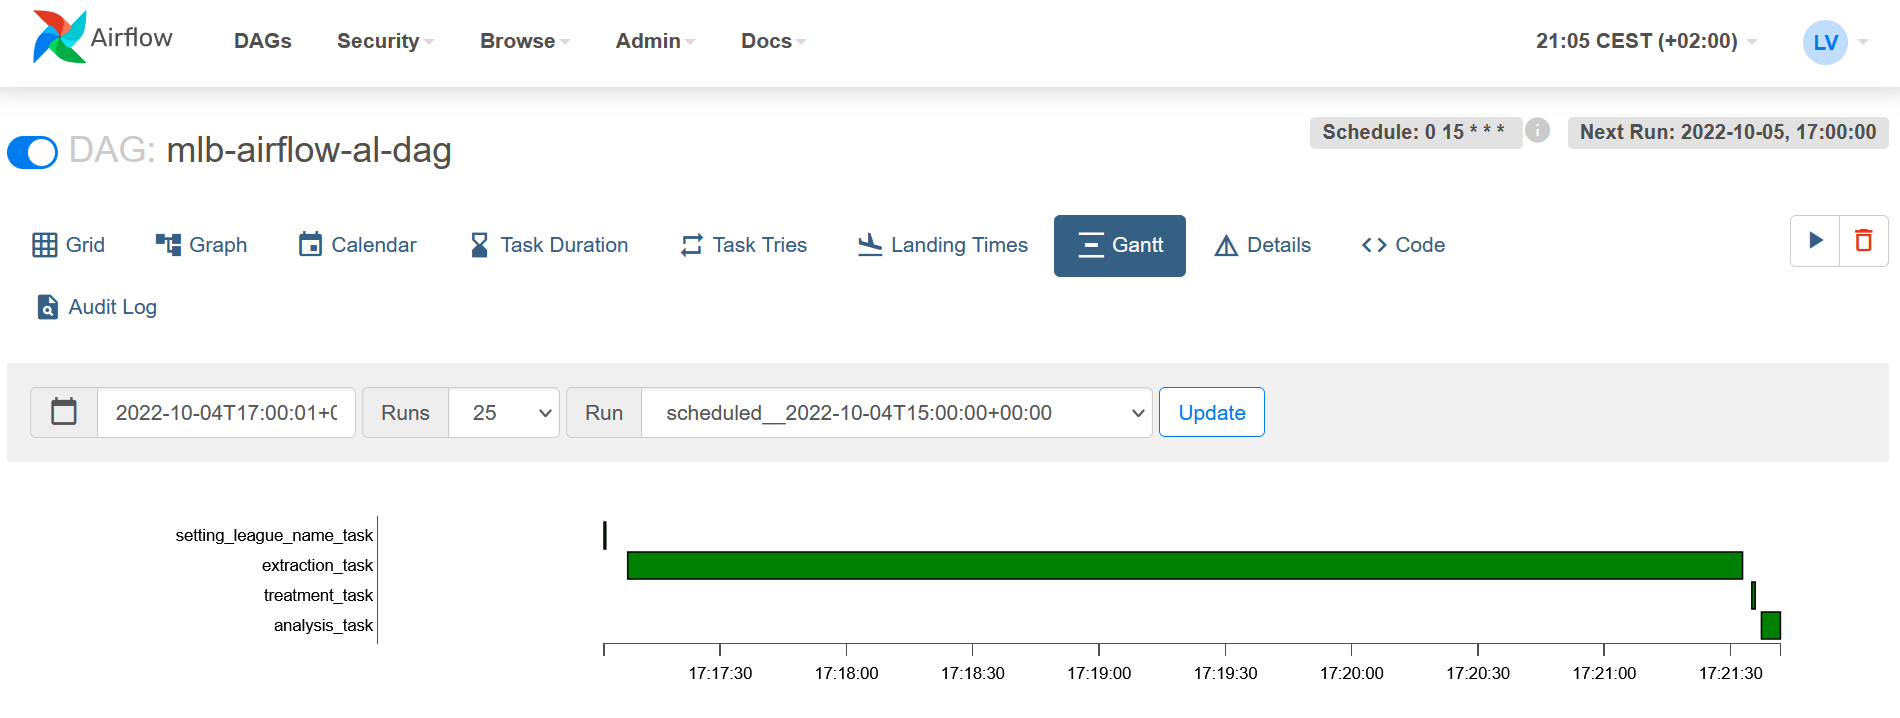 Airflow DAGs Security Browse Admin Docs 21:05 CEST (+02:00) LV
DAG: mlb-airflow-al-dag
Schedule: 0 15 * * * i Next Run: 2022-10-05, 17:00:00
Grid Graph Calendar Task Duration Task Tries Landing Times Gantt Details Code
Audit Log
2022-10-04T17:00:01+0 Runs 25 Run scheduled__2022-10-04T15:00:00+00:00 Update
setting_league_name_task
extraction_task
treatment_task
analysis_task
17:17:30 17:18:00 17:18:30 17:19:00 17:19:30 17:20:00 17:20:30 17:21:00 17:21:30